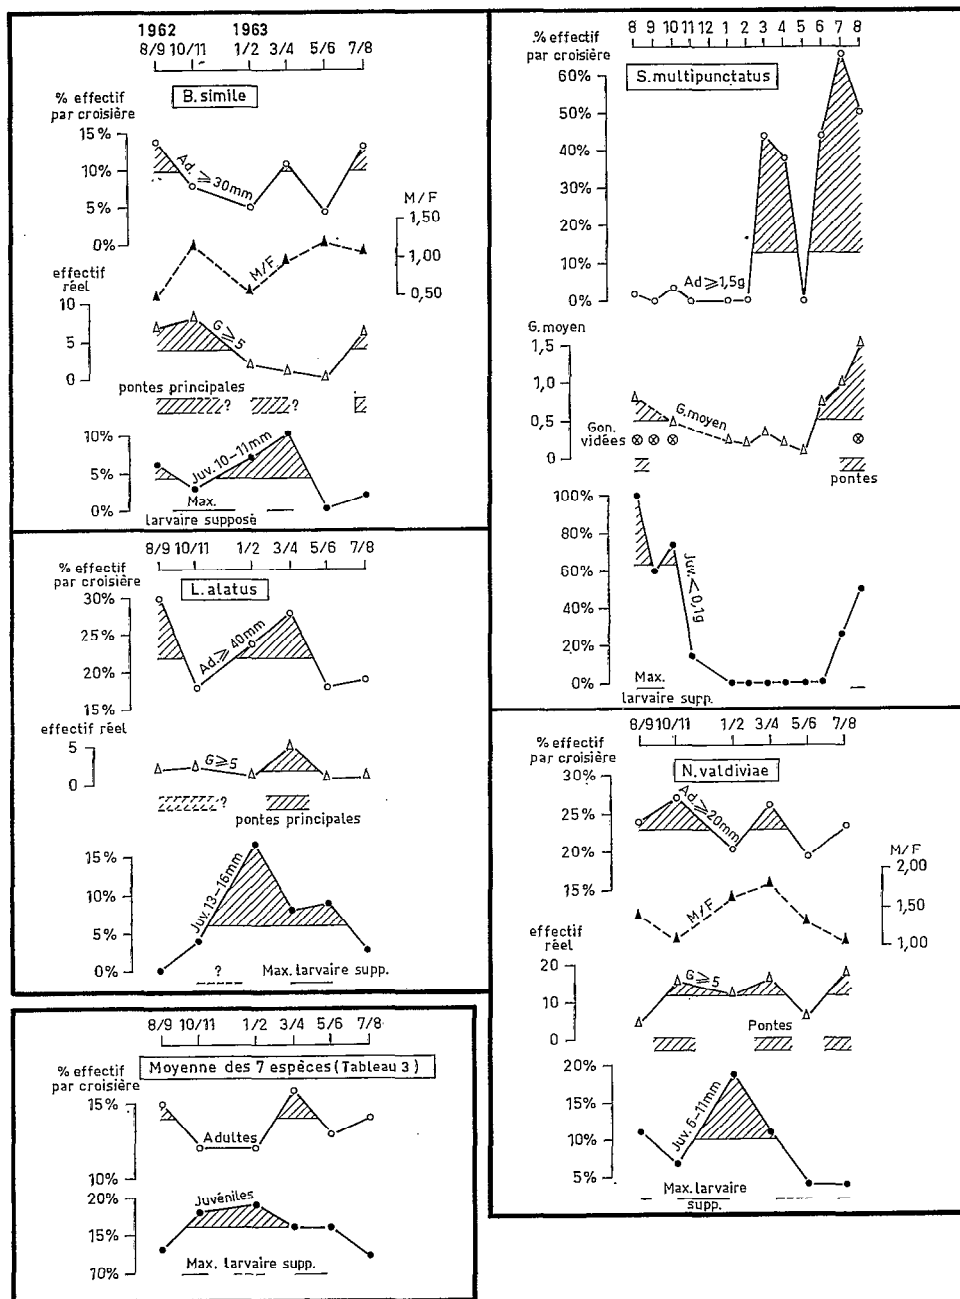 1962 1963
8/9 10/11 1/2 3/4 5/6 7/8
B. simile
% effectif
par croisière
15%
10%
5%
0%
Ad. ⩾ 30mm
M/F
1,50
1,00
0,50
M/F
effectif
réel
10
5
0
G ⩾ 5
pontes principales
? ?
10%
5%
0%
Juv. 10-11mm
Max.
larvaire supposé
8/9 10/11 1/2 3/4 5/6 7/8
% effectif
par croisière
L. alatus
30%
25%
20%
15%
Ad. ⩾ 40mm
effectif réel
5
0
G ⩾ 5
?
pontes principales
15%
10%
5%
0%
Juv. 13-16mm
? Max. larvaire supp.
8/9 10/11 1/2 3/4 5/6 7/8
Moyenne des 7 espèces (Tableau 3)
% effectif
par croisière
15%
10%
Adultes
20%
15%
10%
Juvéniles
Max. larvaire supp.
8 9 10 11 12 1 2 3 4 5 6 7 8
% effectif
par croisière
S. multipunctatus
60%
50%
40%
30%
20%
10%
0%
Ad ⩾ 1,5g
G. moyen
1,5
1,0
0,5
0
G. moyen
Gon.
vidées
pontes
100%
80%
60%
40%
20%
0%
Juv. < 0,1g
Max.
larvaire supp.
8/9 10/11 1/2 3/4 5/6 7/8
% effectif
par croisière
N. valdiviae
30%
25%
20%
15%
Ad. ⩾ 20mm
M/F
2,00
1,50
1,00
M/F
effectif
réel
20
10
0
G ⩾ 5
Pontes
20%
15%
10%
5%
Juv. 6-11mm
Max. larvaire
supp.